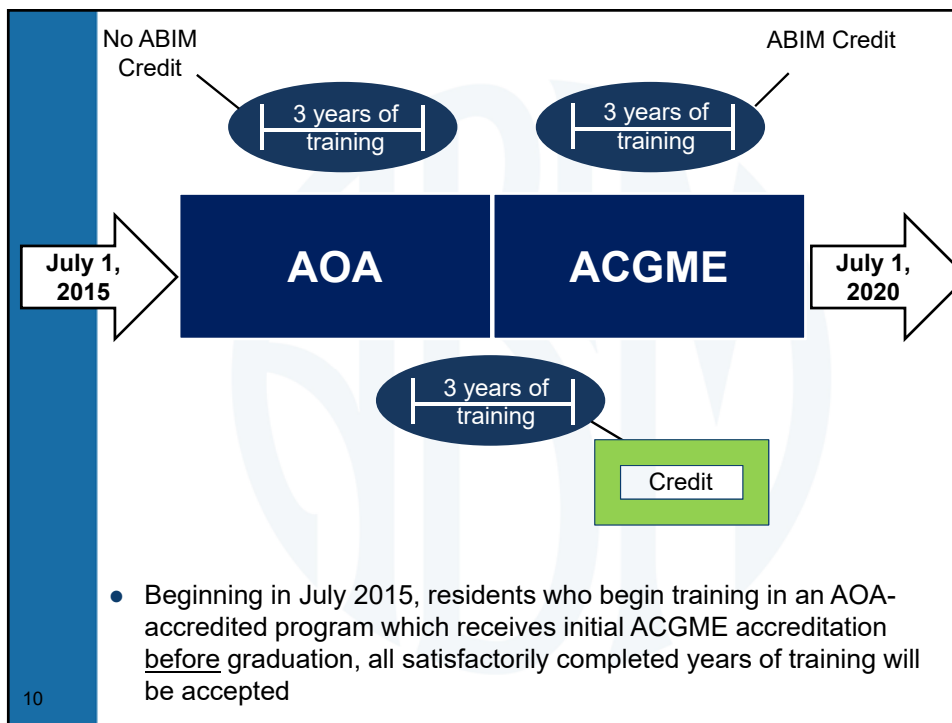 No ABIM
Credit
ABIM Credit
3 years of
training
3 years of
training
July 1,
2015
AOA
ACGME
July 1,
2020
3 years of
training
Credit
● Beginning in July 2015, residents who begin training in an AOA-
accredited program which receives initial ACGME accreditation
before graduation, all satisfactorily completed years of training will
be accepted
10